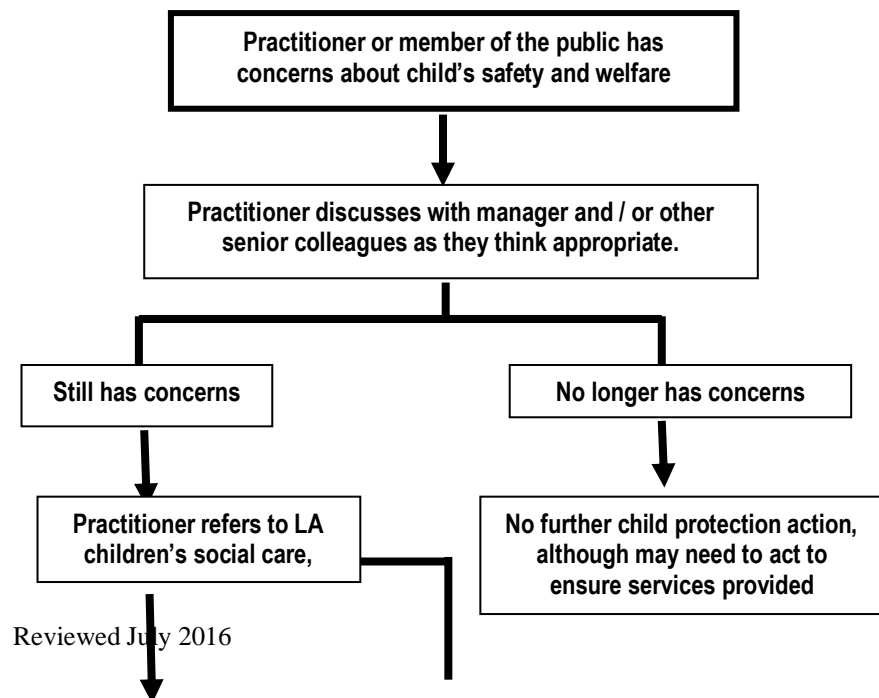 Practitioner or member of the public has
concerns about child’s safety and welfare
Practitioner discusses with manager and / or other
senior colleagues as they think appropriate.
Still has concerns
No longer has concerns
Practitioner refers to LA
children’s social care,
No further child protection action,
although may need to act to
ensure services provided
Reviewed July 2016